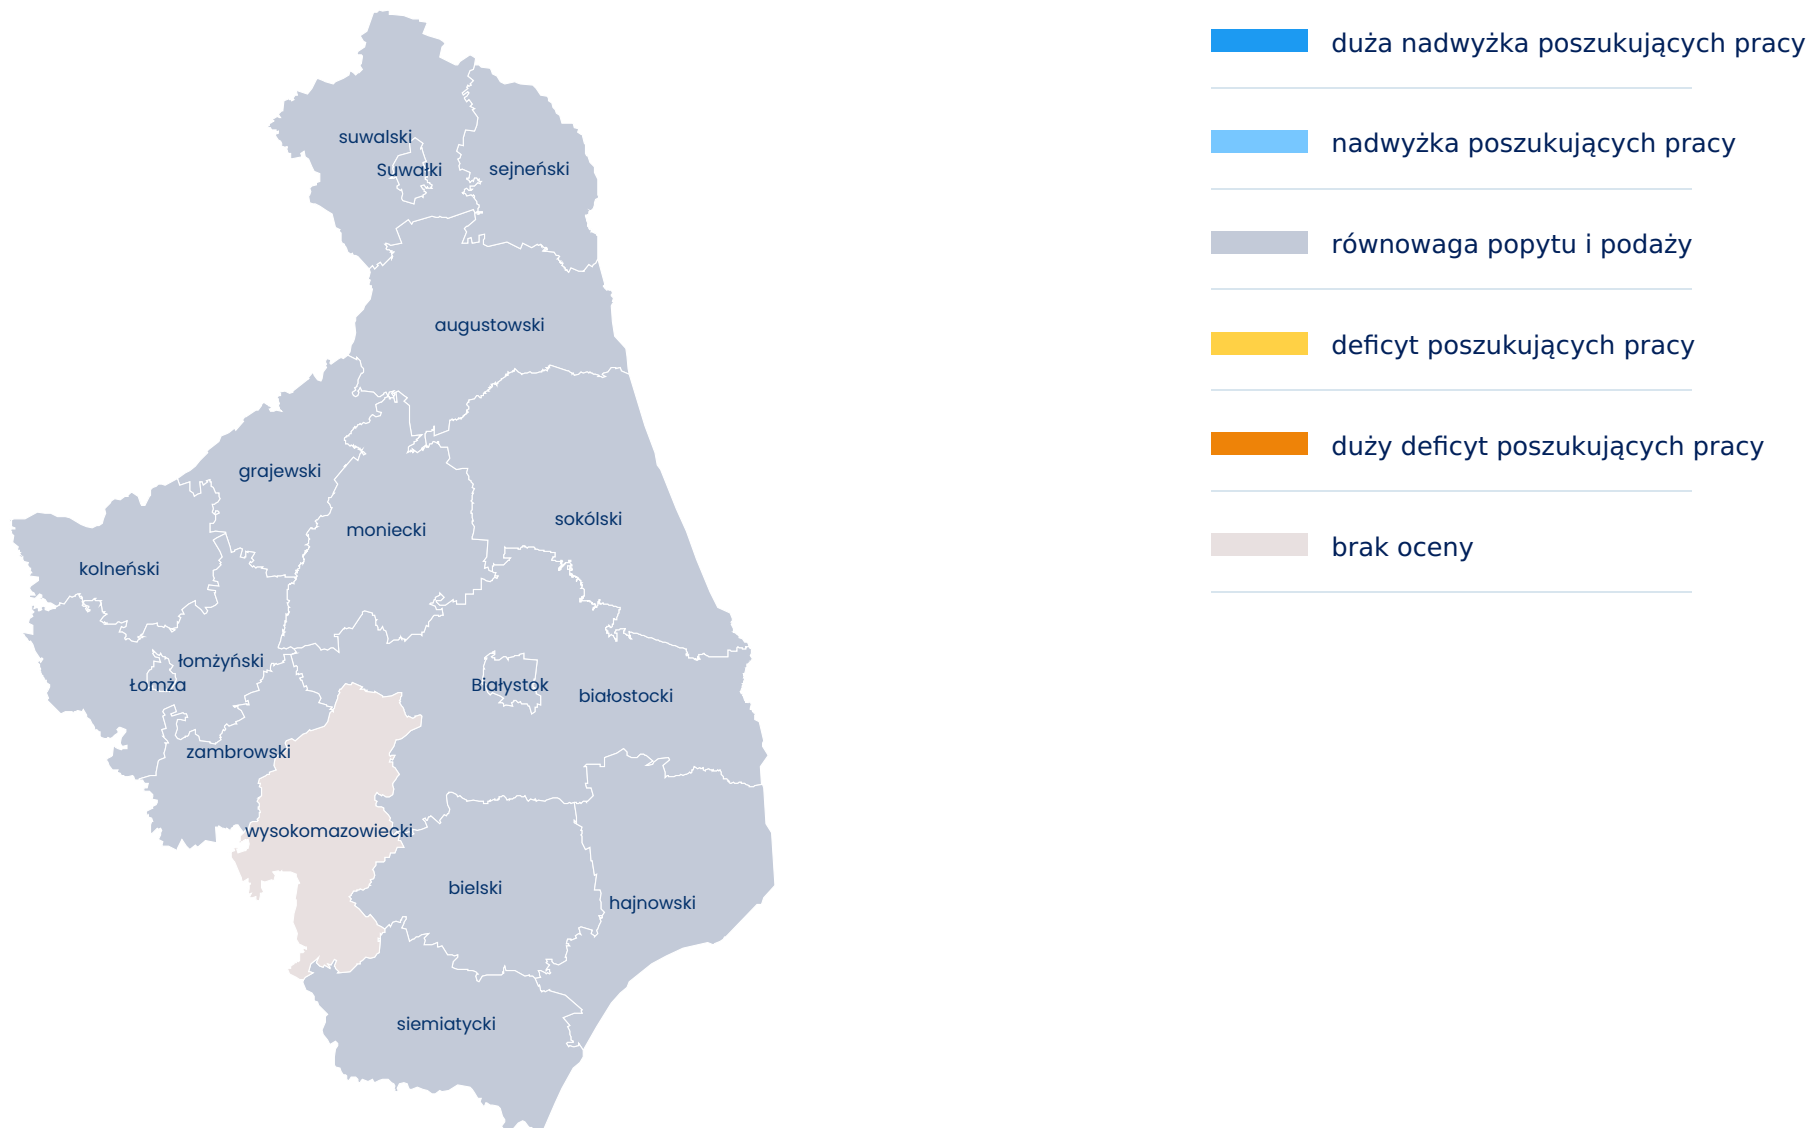 suwalski
Suwałki
sejneński
augustowski
grajewski
moniecki
sokólski
kolneński
łomżyński
Łomża
Białystok
białostocki
zambrowski
wysokomazowiecki
bielski
hajnowski
siemiatycki
duża nadwyżka poszukujących pracy
nadwyżka poszukujących pracy
równowaga popytu i podaży
deficyt poszukujących pracy
duży deficyt poszukujących pracy
brak oceny